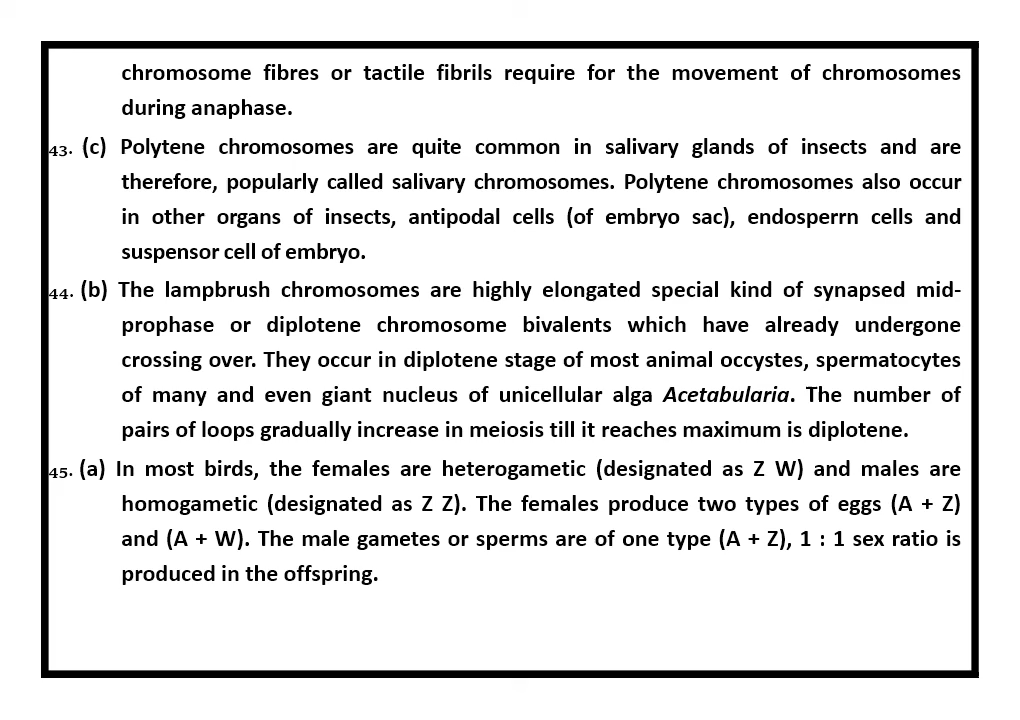 chromosome fibres or tactile fibrils require for the movement of chromosomes
during anaphase.
43. (c) Polytene chromosomes are quite common in salivary glands of insects and are
therefore, popularly called salivary chromosomes. Polytene chromosomes also occur
in other organs of insects, antipodal cells (of embryo sac), endosperrn cells and
suspensor cell of embryo.
44. (b) The lampbrush chromosomes are highly elongated special kind of synapsed mid-
prophase or diplotene chromosome bivalents which have already undergone
crossing over. They occur in diplotene stage of most animal occystes, spermatocytes
of many and even giant nucleus of unicellular alga Acetabularia. The number of
pairs of loops gradually increase in meiosis till it reaches maximum is diplotene.
45. (a) In most birds, the females are heterogametic (designated as Z W) and males are
homogametic (designated as Z Z). The females produce two types of eggs (A + Z)
and (A + W). The male gametes or sperms are of one type (A + Z), 1 : 1 sex ratio is
produced in the offspring.